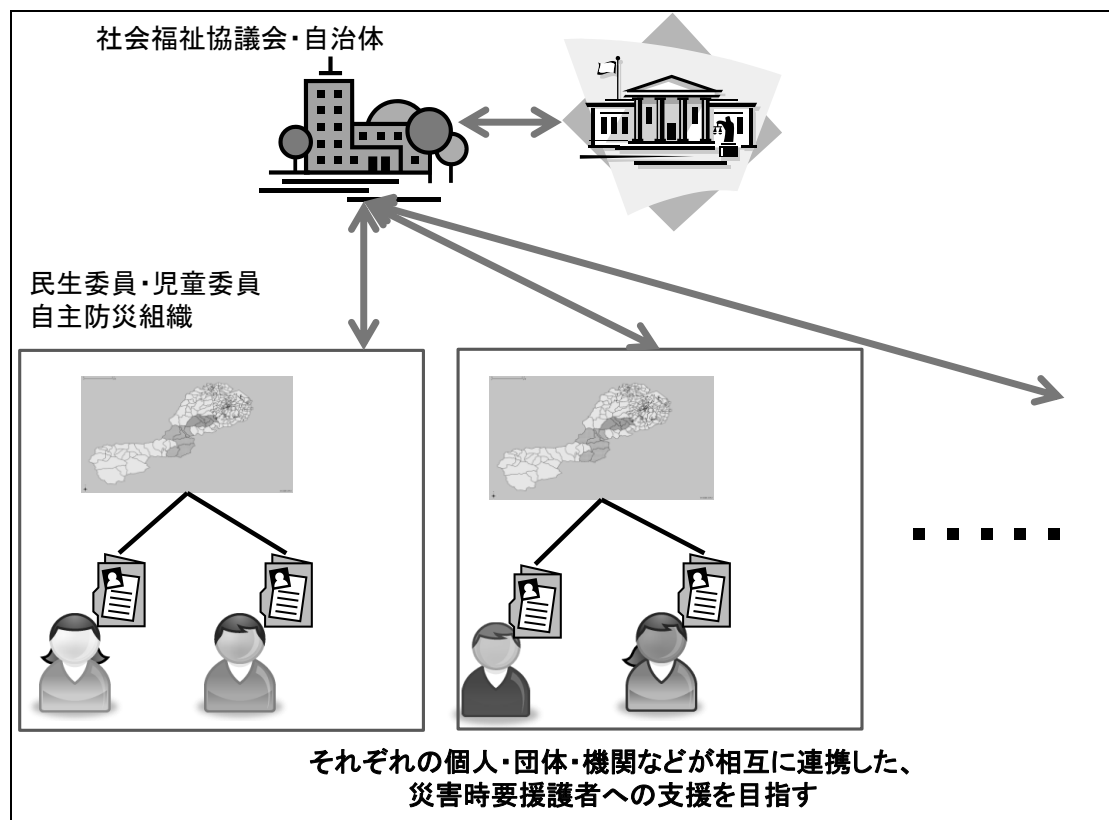 社会福祉協議会・自治体
民生委員・児童委員
自主防災組織
それぞれの個人・団体・機関などが相互に連携した、
災害時要援護者への支援を目指す